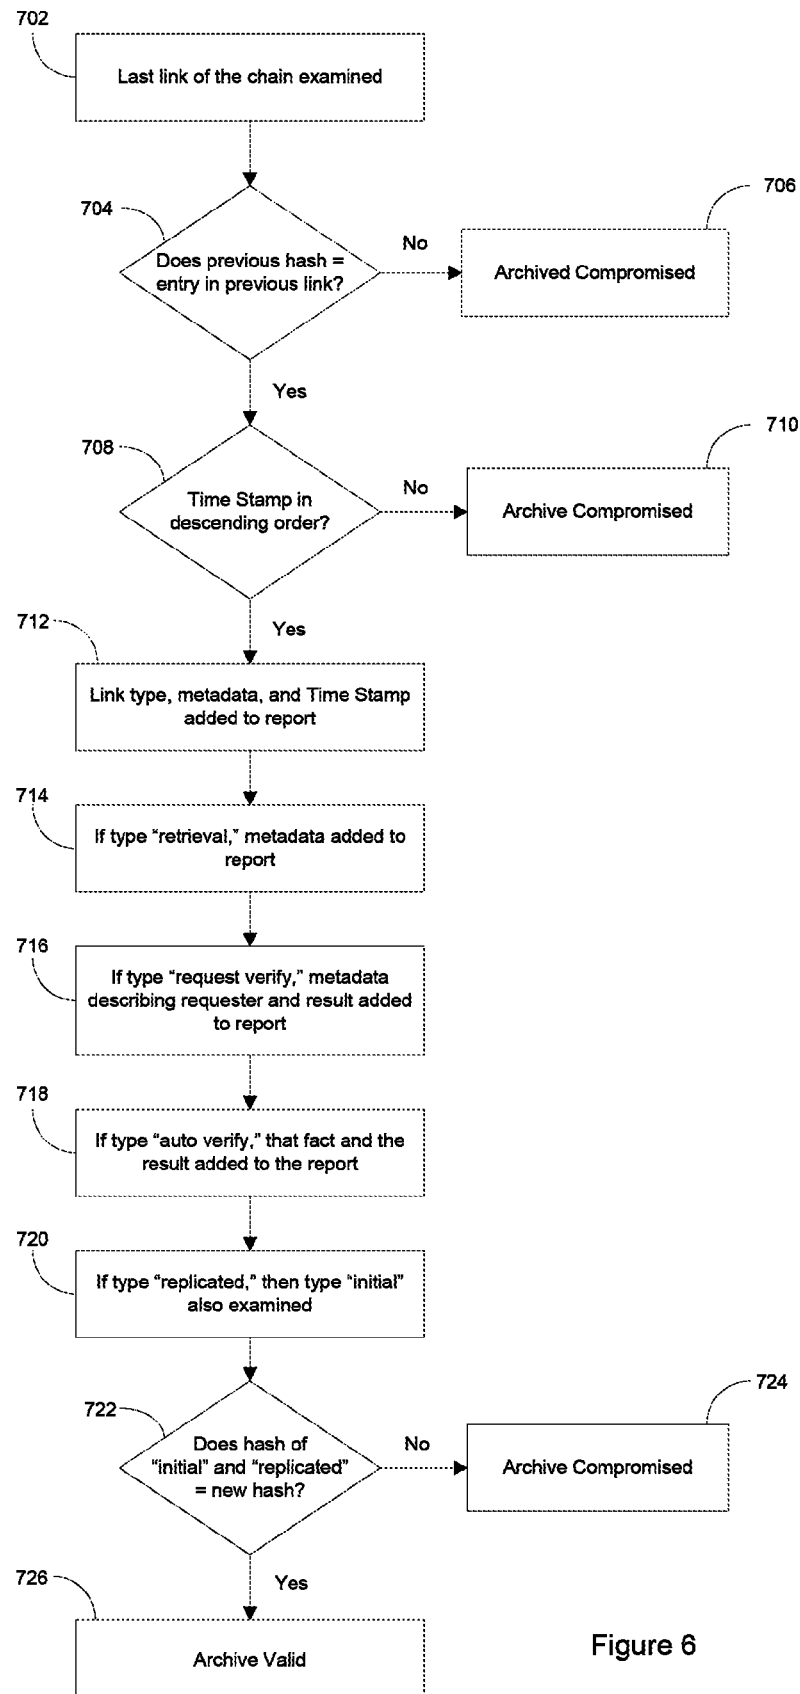 702
Last link of the chain examined
704
Does previous hash =
entry in previous link?
No
706
Archived Compromised
Yes
708
Time Stamp in
descending order?
No
710
Archive Compromised
Yes
712
Link type, metadata, and Time Stamp
added to report
714
If type “retrieval,” metadata added to
report
716
If type “request verify,” metadata
describing requester and result added
to report
718
If type “auto verify,” that fact and the
result added to the report
720
If type “replicated,” then type “initial”
also examined
722
Does hash of
“initial” and “replicated”
= new hash?
No
724
Archive Compromised
Yes
726
Archive Valid
Figure 6